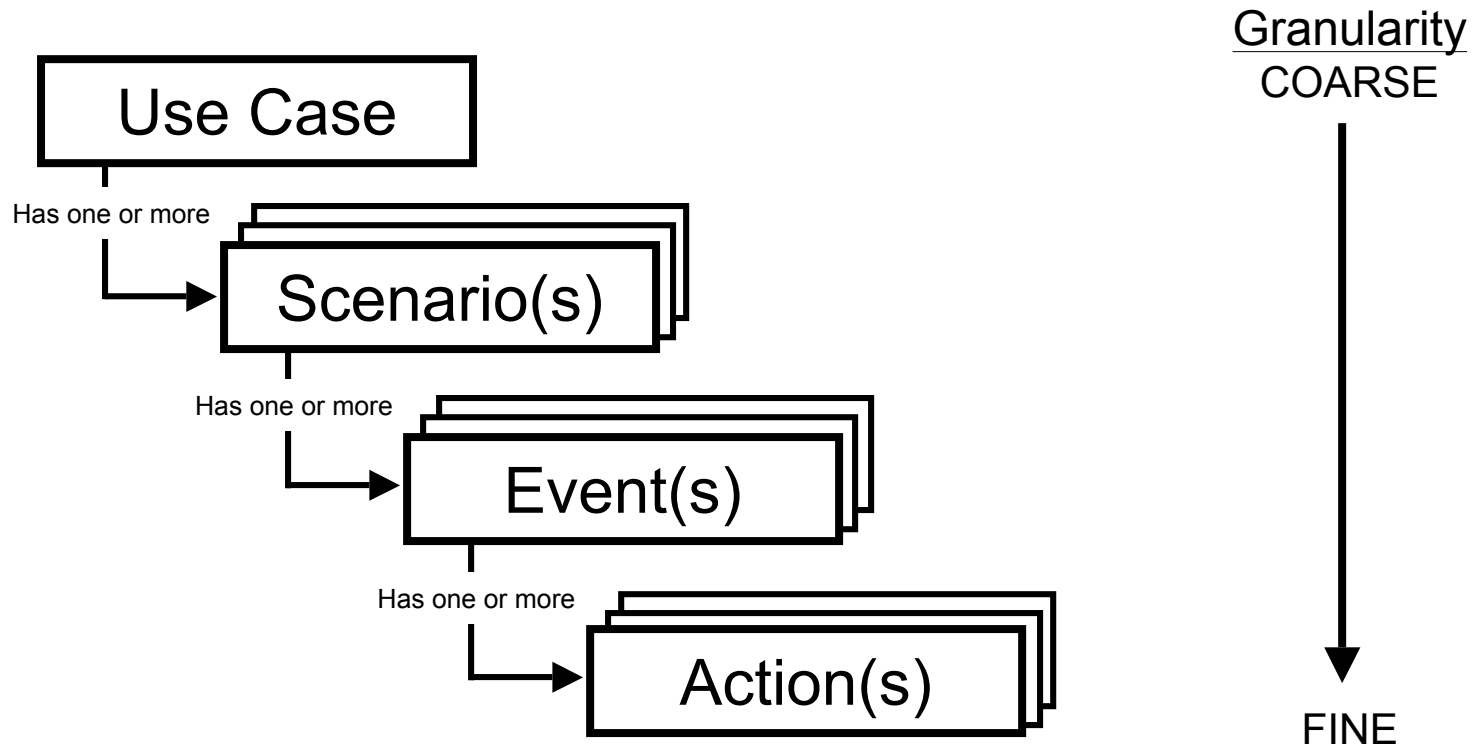 Granularity
COARSE
Use Case
Has one or more
Scenario(s)
Has one or more
Event(s)
Has one or more
Action(s)
FINE